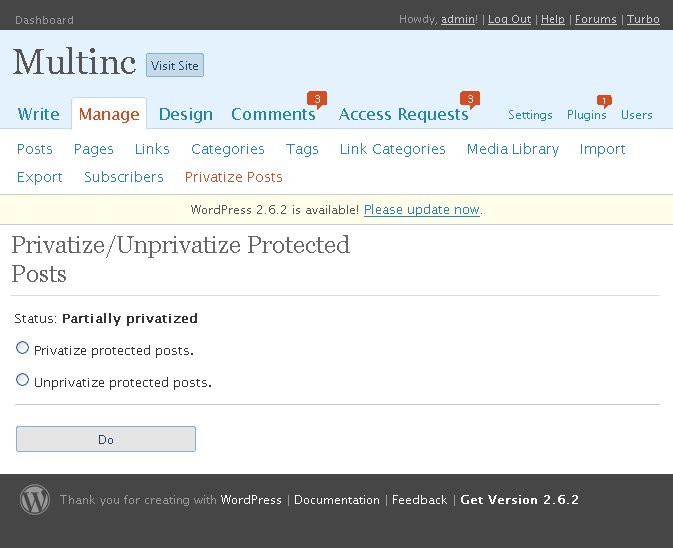 Dashboard Howdy, admin! | Log Out | Help | Forums | Turbo
Multinc Visit Site
3 3 1
Write Manage Design Comments Access Requests Settings Plugins Users
Posts Pages Links Categories Tags Link Categories Media Library Import
Export Subscribers Privatize Posts
WordPress 2.6.2 is available! Please update now.
Privatize/Unprivatize Protected
Posts
Status: Partially privatized
Privatize protected posts.
Unprivatize protected posts.
Do
Thank you for creating with WordPress | Documentation | Feedback | Get Version 2.6.2